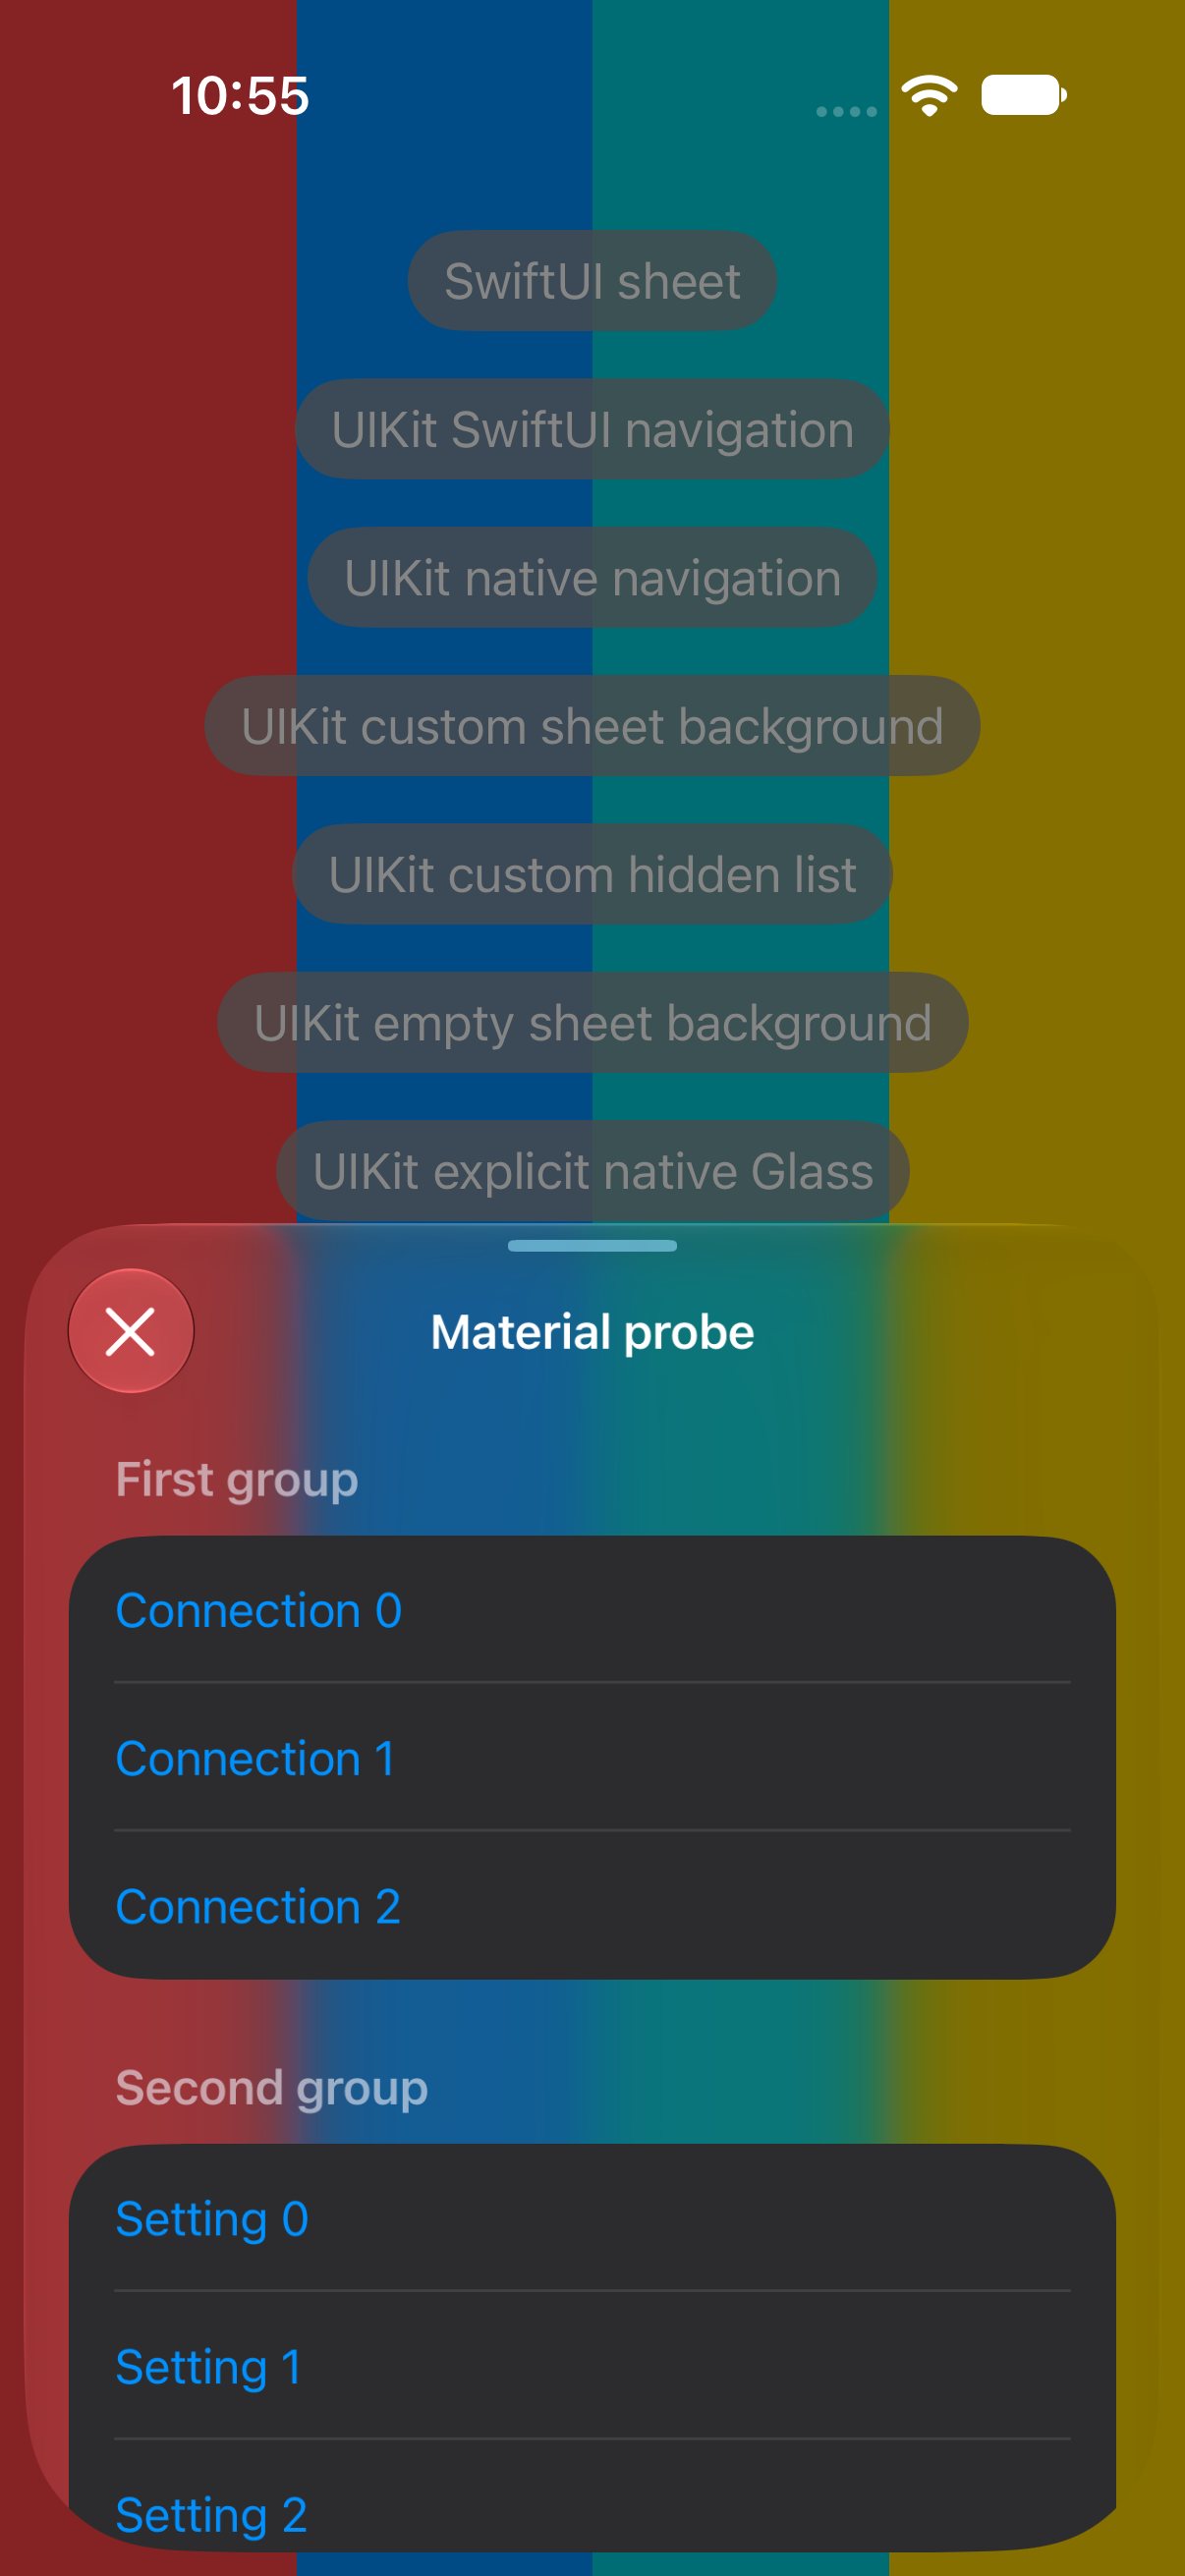 10:55
SwiftUI sheet
UIKit SwiftUI navigation
UIKit native navigation
UIKit custom sheet background
UIKit custom hidden list
UIKit empty sheet background
UIKit explicit native Glass
Material probe
First group
Connection 0
Connection 1
Connection 2
Second group
Setting 0
Setting 1
Setting 2